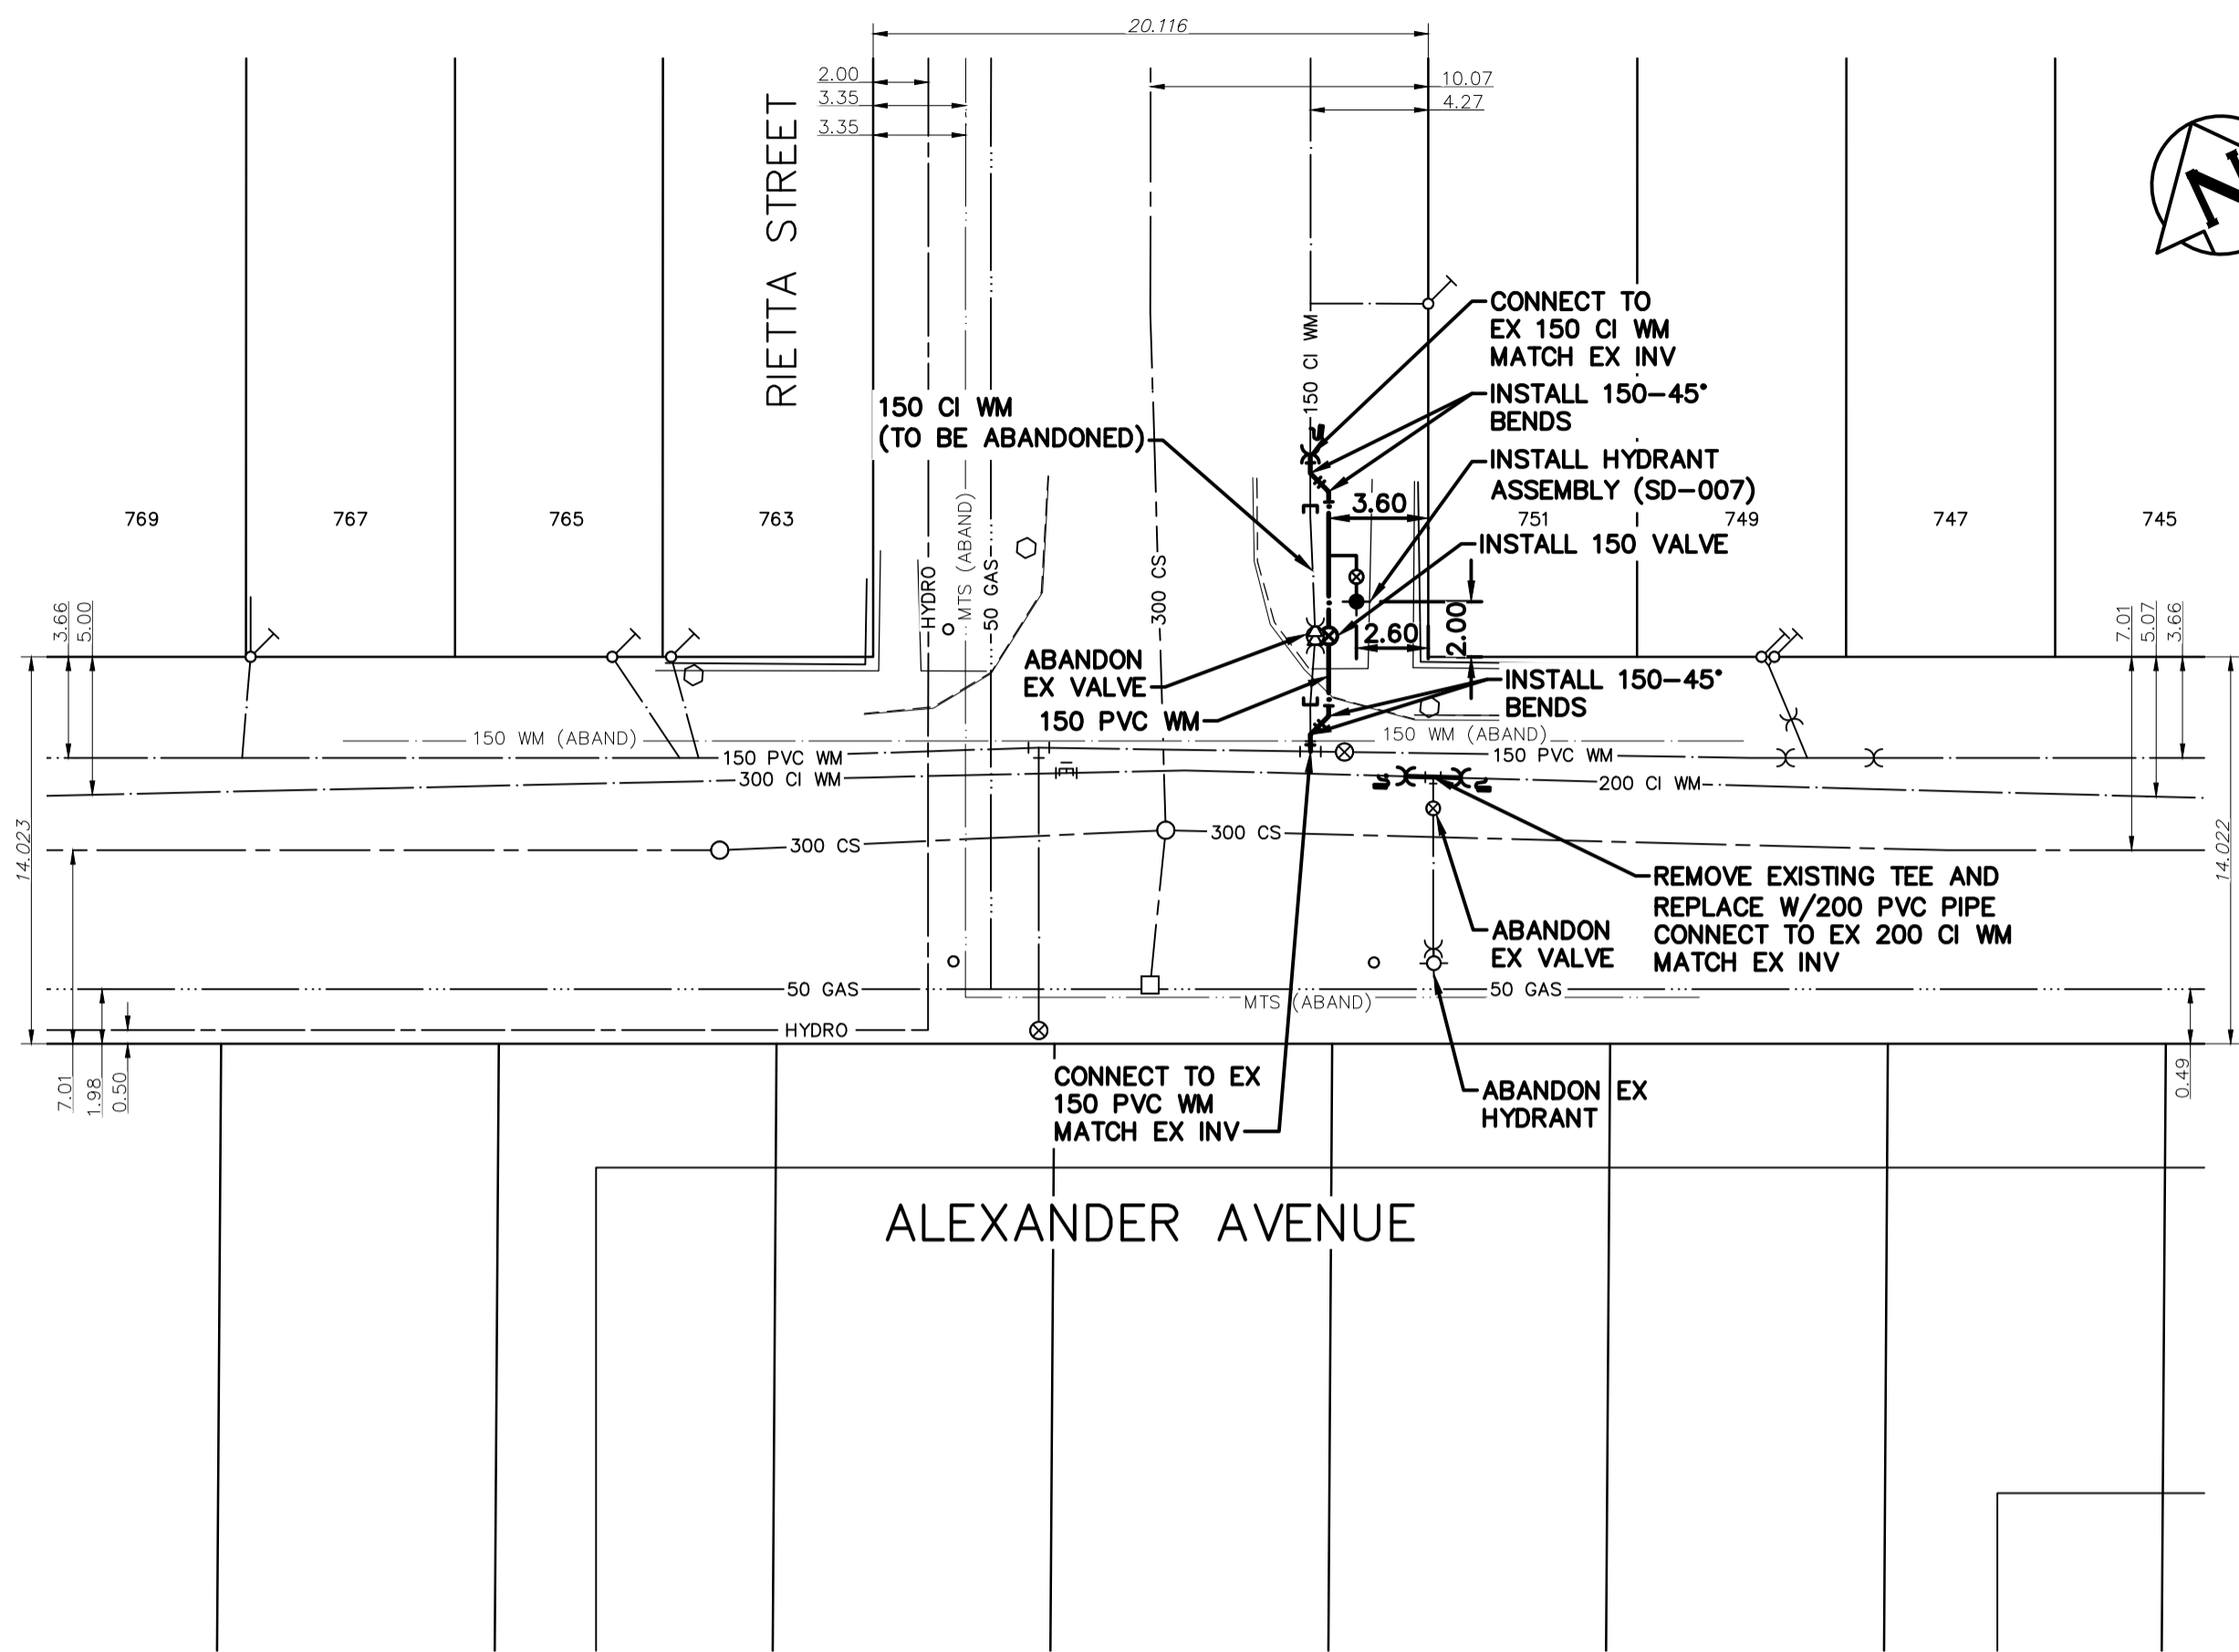 20.116
2.00
3.35
3.35
10.07
4.27
RIETTA STREET
N
CONNECT TO
EX 150 CI WM
MATCH EX INV
150 CI WM
INSTALL 150-45°
BENDS
150 CI WM
(TO BE ABANDONED)
INSTALL HYDRANT
ASSEMBLY (SD-007)
3.60
769
767
765
763
751
749
747
745
INSTALL 150 VALVE
HYDRO
MTS (ABAND)
50 GAS
300 CS
3.66
5.00
2.60
2.00
7.01
5.07
3.66
ABANDON
EX VALVE
INSTALL 150-45°
BENDS
150 PVC WM
150 WM (ABAND)
150 WM (ABAND)
150 PVC WM
150 PVC WM
300 CI WM
200 CI WM
14.023
300 CS
300 CS
14.022
REMOVE EXISTING TEE AND
REPLACE W/200 PVC PIPE
CONNECT TO EX 200 CI WM
MATCH EX INV
ABANDON
EX VALVE
50 GAS
MTS (ABAND)
50 GAS
HYDRO
7.01
1.98
0.50
0.49
CONNECT TO EX
150 PVC WM
MATCH EX INV
ABANDON EX
HYDRANT
ALEXANDER AVENUE